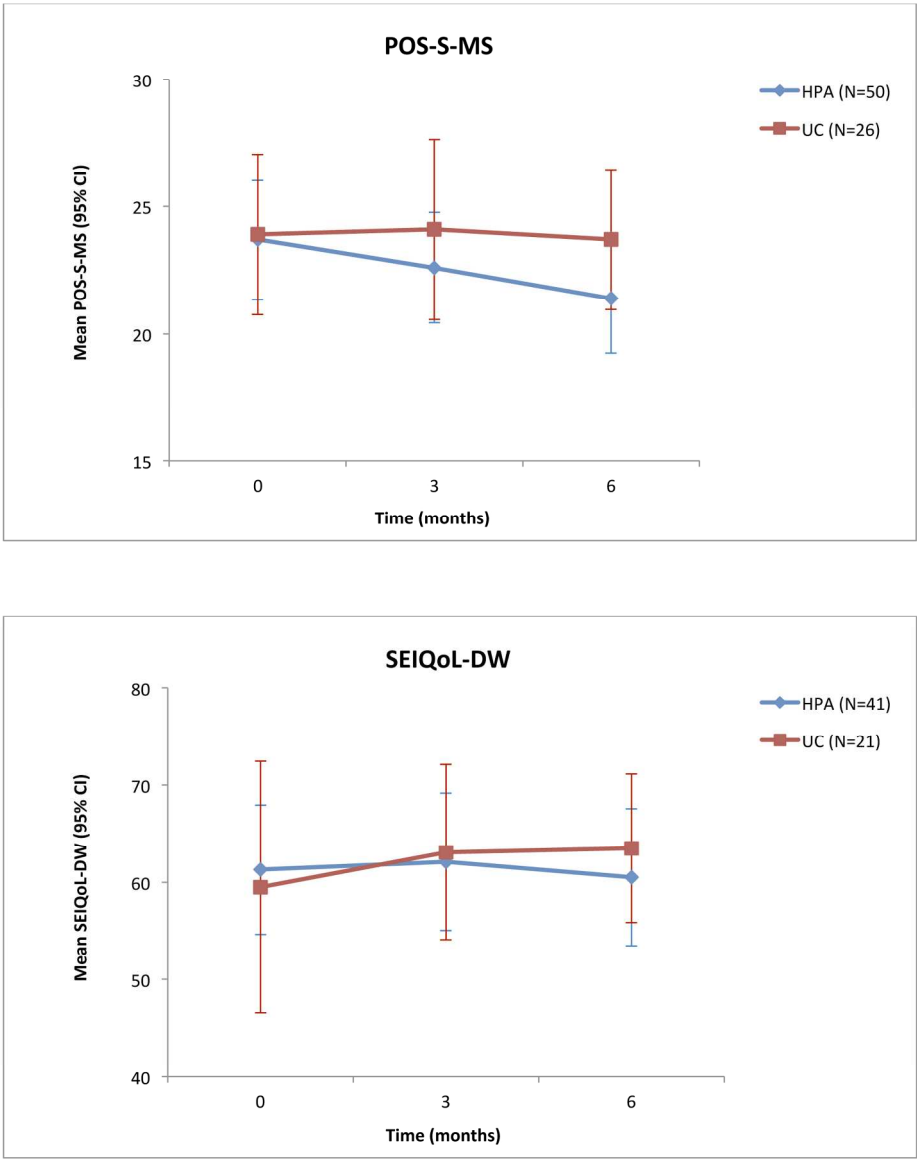 POS-S-MS
30
25
20
15
Mean POS-S-MS (95% CI)
0 3 6
Time (months)
HPA (N=50)
UC (N=26)
SEIQoL-DW
80
70
60
50
40
Mean SEIQoL-DW (95% CI)
0 3 6
Time (months)
HPA (N=41)
UC (N=21)